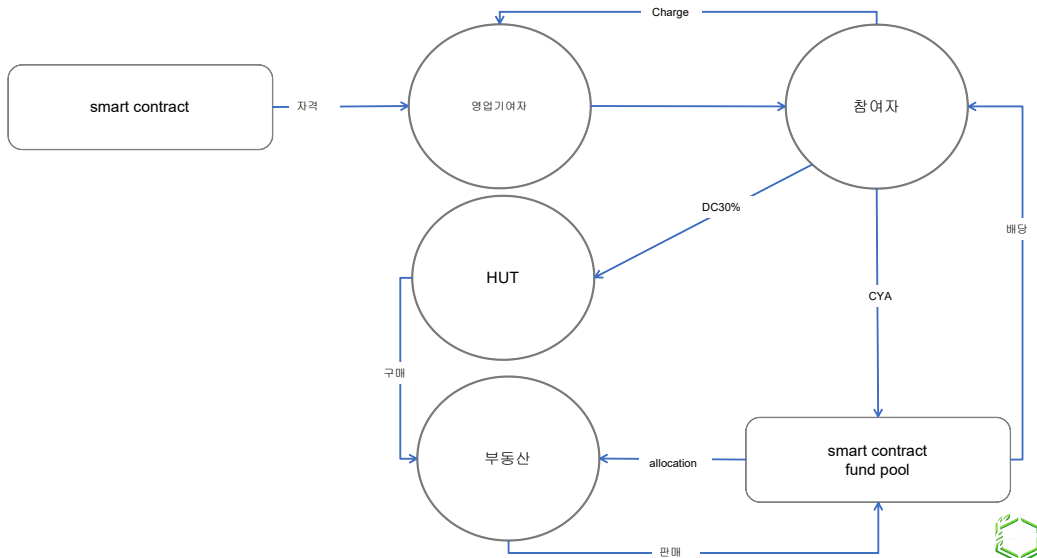 Charge
smart contract
자격
영업기여자
참여자
DC30%
배당
HUT
CYA
구매
부동산
allocation
smart contract
fund pool
판매